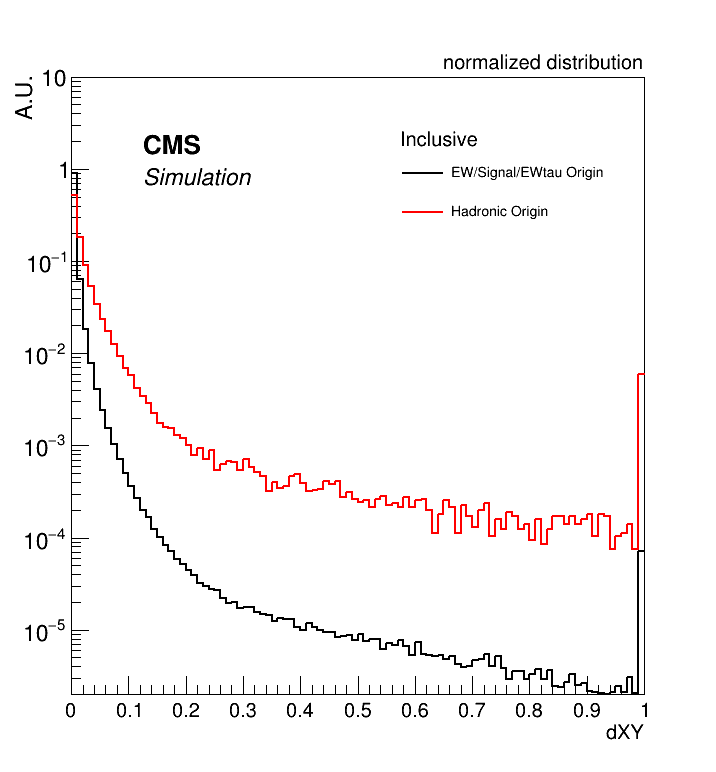 normalized distribution
A.U.
10
1
10⁻¹
10⁻²
10⁻³
10⁻⁴
10⁻⁵
CMS
Simulation
Inclusive
EW/Signal/EWtau Origin
Hadronic Origin
0 0.1 0.2 0.3 0.4 0.5 0.6 0.7 0.8 0.9 1
dXY